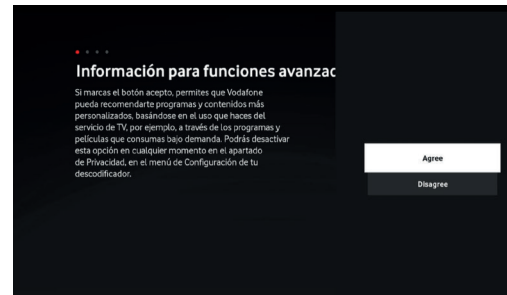 Información para funciones avanzac
Si marcas el botón acepto, permites que Vodafone
pueda recomendarte programas y contenidos más
personalizados, basándose en el uso que haces del
servicio de TV, por ejemplo, a través de los programas y
películas que consumas bajo demanda. Podrás desactivar
esta opción en cualquier momento en el apartado
de Privacidad, en el menú de Configuración de tu
descodificador.
Agree
Disagree